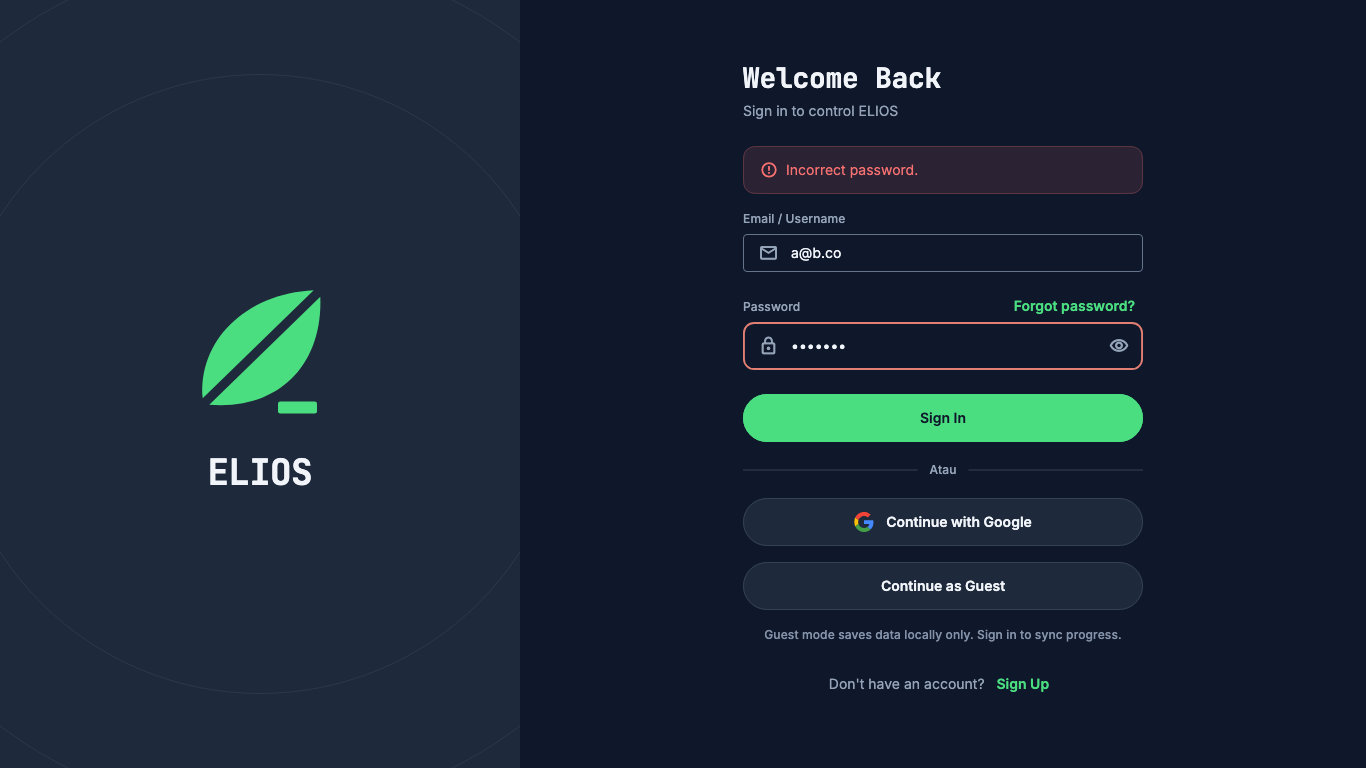 ELIOS
Welcome Back
Sign in to control ELIOS
Incorrect password.
Email / Username
a@b.co
Password
Forgot password?
•••••••
Sign In
Atau
Continue with Google
Continue as Guest
Guest mode saves data locally only. Sign in to sync progress.
Don't have an account? Sign Up